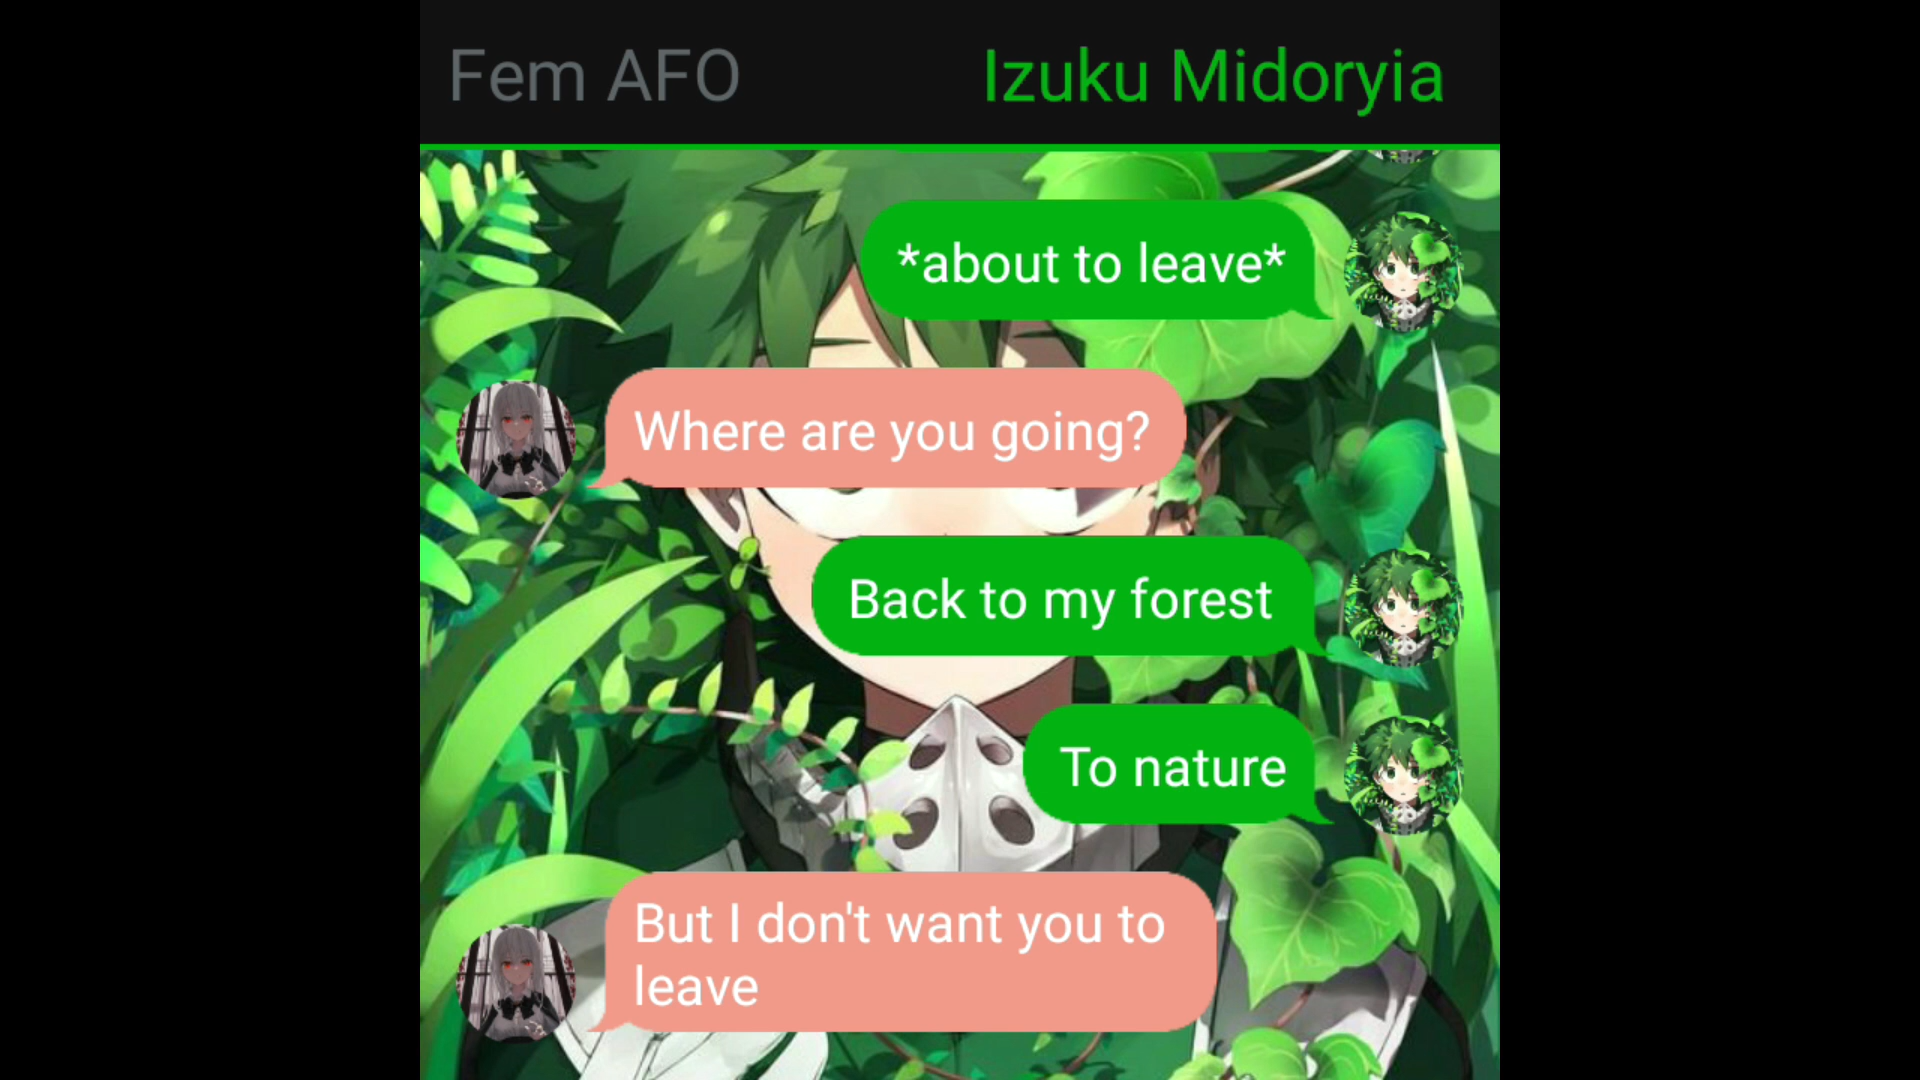 Fem AFO
Izuku Midoryia
*about to leave*
Where are you going?
Back to my forest
To nature
But I don't want you to
leave